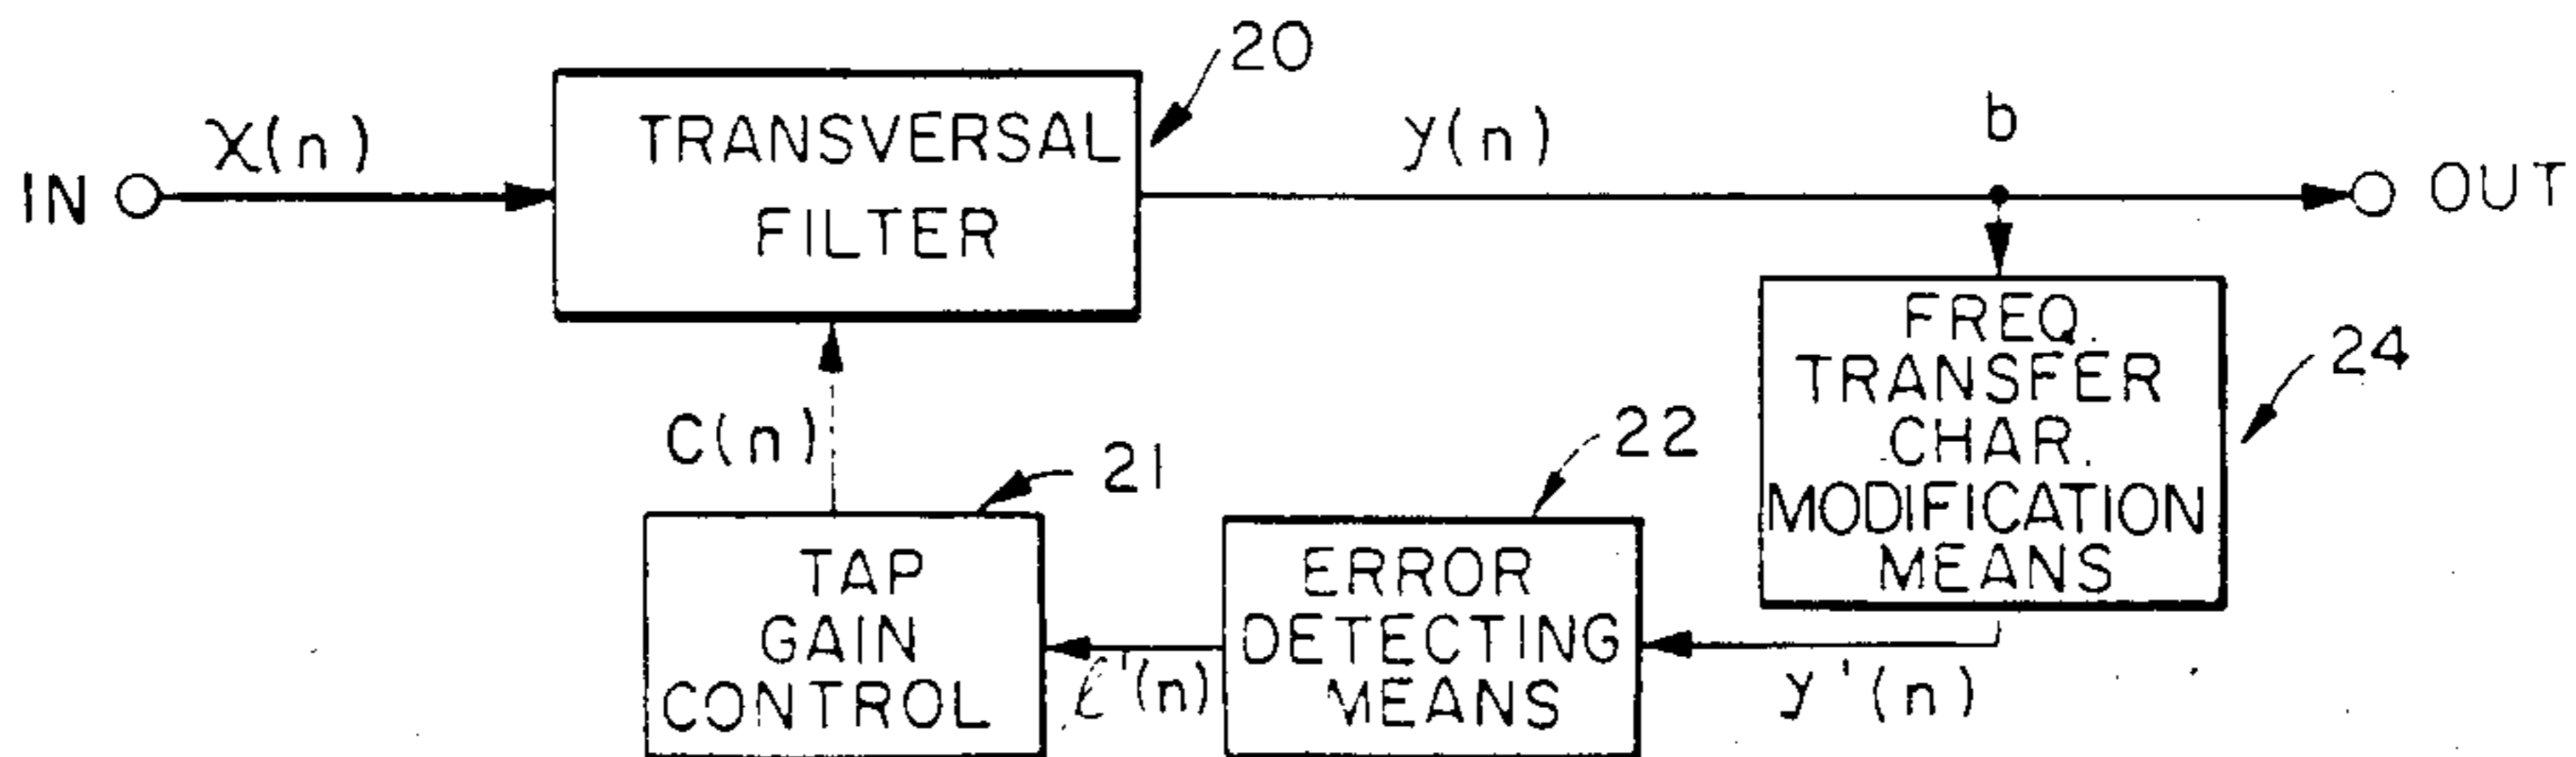 IN
x(n)
TRANSVERSAL
FILTER
20
y(n)
b
OUT
FREQ.
TRANSFER
CHAR.
MODIFICATION
MEANS
24
C(n)
21
22
TAP
GAIN
CONTROL
e'(n)
ERROR
DETECTING
MEANS
y'(n)